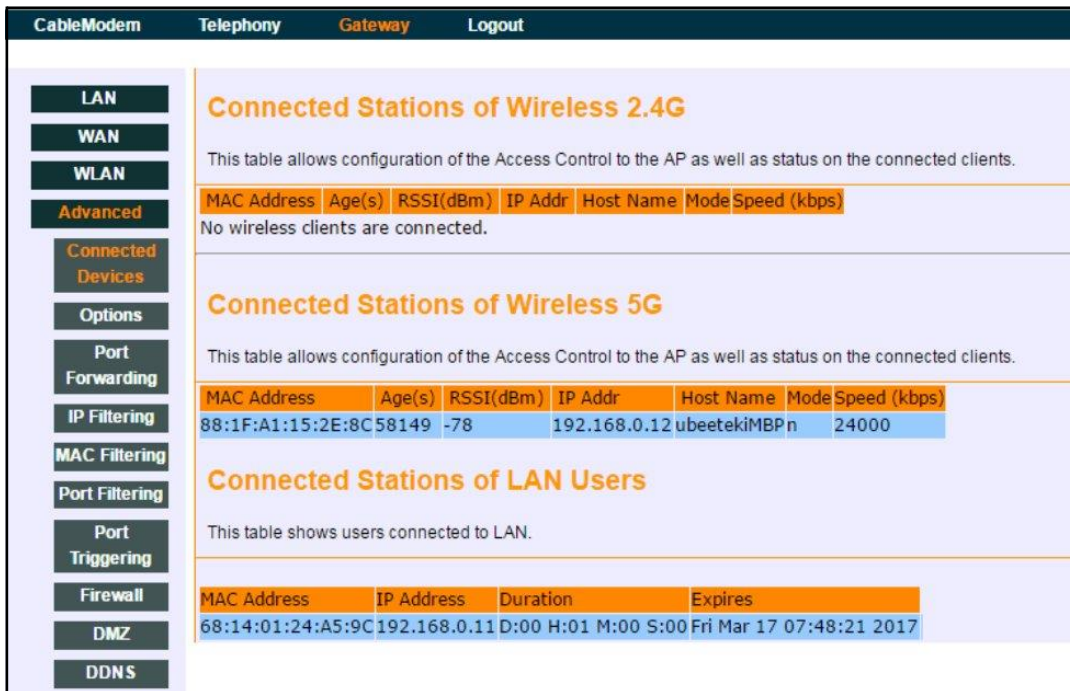 CableModem Telephony Gateway Logout
LAN
WAN
WLAN
Advanced
Connected
Devices
Options
Port
Forwarding
IP Filtering
MAC Filtering
Port Filtering
Port
Triggering
Firewall
DMZ
DDNS
Connected Stations of Wireless 2.4G
This table allows configuration of the Access Control to the AP as well as status on the connected clients.
MAC Address Age(s) RSSI(dBm) IP Addr Host Name Mode Speed (kbps)
No wireless clients are connected.
Connected Stations of Wireless 5G
This table allows configuration of the Access Control to the AP as well as status on the connected clients.
MAC Address Age(s) RSSI(dBm) IP Addr Host Name Mode Speed (kbps)
88:1F:A1:15:2E:8C 58149 -78 192.168.0.12 ubeetekiMBP n 24000
Connected Stations of LAN Users
This table shows users connected to LAN.
MAC Address IP Address Duration Expires
68:14:01:24:A5:9C 192.168.0.11 D:00 H:01 M:00 S:00 Fri Mar 17 07:48:21 2017